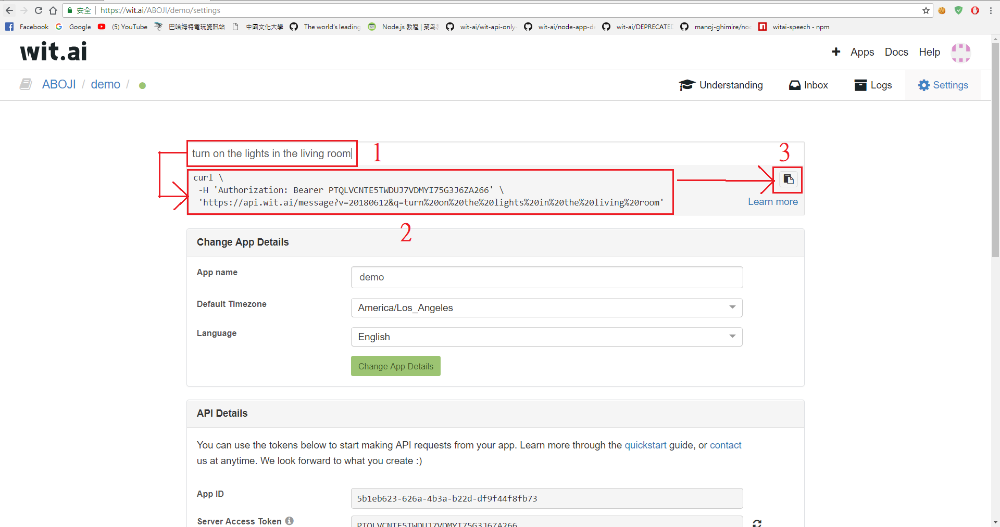 安全 https://wit.ai/ABOJI/demo/settings
Facebook Google (5) YouTube 巴哈姆特電玩資訊站 中國文化大學 The world's leading Node.js 教程 | 菜鸟 wit-ai/wit-api-only wit-ai/node-app-de wit-ai/DEPRECATED manoj-ghimire/noc witai-speech - npm
wit.ai
+ Apps Docs Help
ABOJI / demo /
Understanding Inbox Logs Settings
turn on the lights in the living room 1 3
curl \
-H 'Authorization: Bearer PTQLVCNTE5TWDUJ7VDMYI75G3J6ZA266' \
'https://api.wit.ai/message?v=20180612&q=turn%20on%20the%20lights%20in%20the%20living%20room'
Learn more
2
Change App Details
App name demo
Default Timezone America/Los_Angeles
Language English
Change App Details
API Details
You can use the tokens below to start making API requests from your app. Learn more through the quickstart guide, or contact
us at anytime. We look forward to what you create :)
App ID 5b1eb623-626a-4b3a-b22d-df9f44f8fb73
Server Access Token PTQLVCNTE5TWDUJ7VDMYI75G3J6ZA266